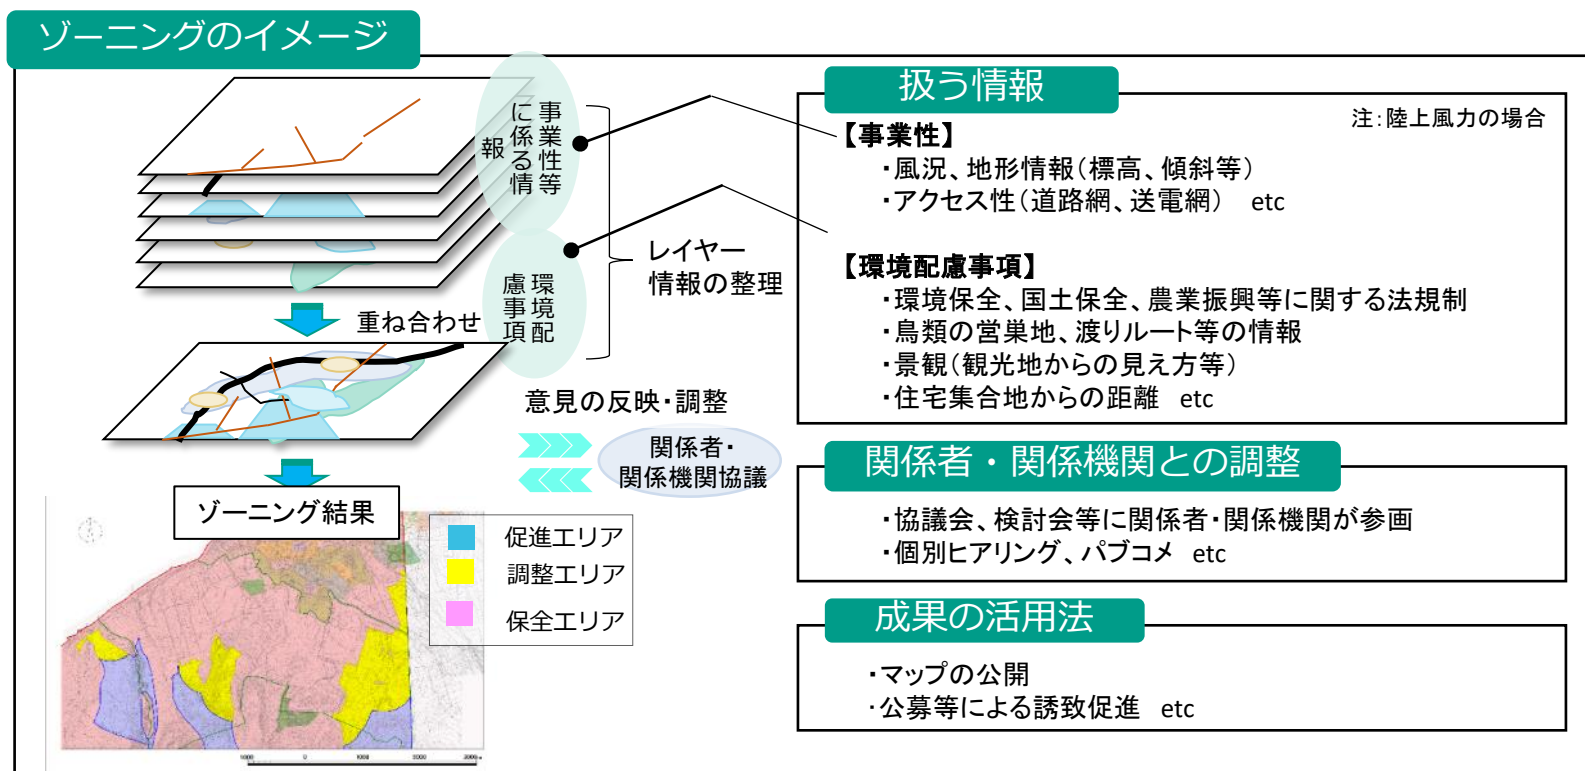 ゾーニングのイメージ
事業性等
に係る情
報
環境配
慮事項
レイヤー
情報の整理
重ね合わせ
意見の反映・調整
関係者・
関係機関協議
ゾーニング結果
促進エリア
調整エリア
保全エリア
1000 0 1000 2000 3000 m
扱う情報
注:陸上風力の場合
【事業性】
・風況、地形情報(標高、傾斜等)
・アクセス性(道路網、送電網) etc
【環境配慮事項】
・環境保全、国土保全、農業振興等に関する法規制
・鳥類の営巣地、渡りルート等の情報
・景観(観光地からの見え方等)
・住宅集合地からの距離 etc
関係者・関係機関との調整
・協議会、検討会等に関係者・関係機関が参画
・個別ヒアリング、パブコメ etc
成果の活用法
・マップの公開
・公募等による誘致促進 etc